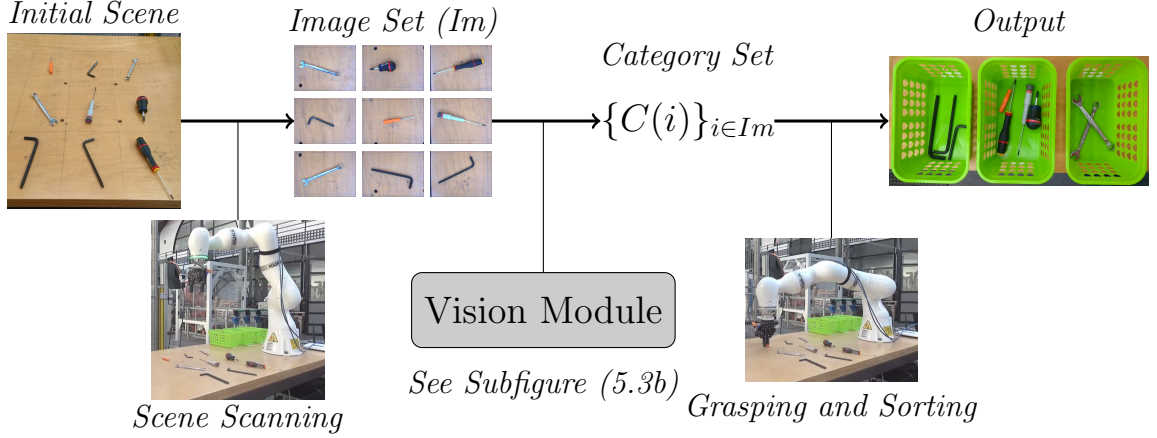 Initial Scene
Image Set (Im)
Category Set
Output
{C(i)}_{i∈Im}
Vision Module
See Subfigure (5.3b)
Scene Scanning
Grasping and Sorting